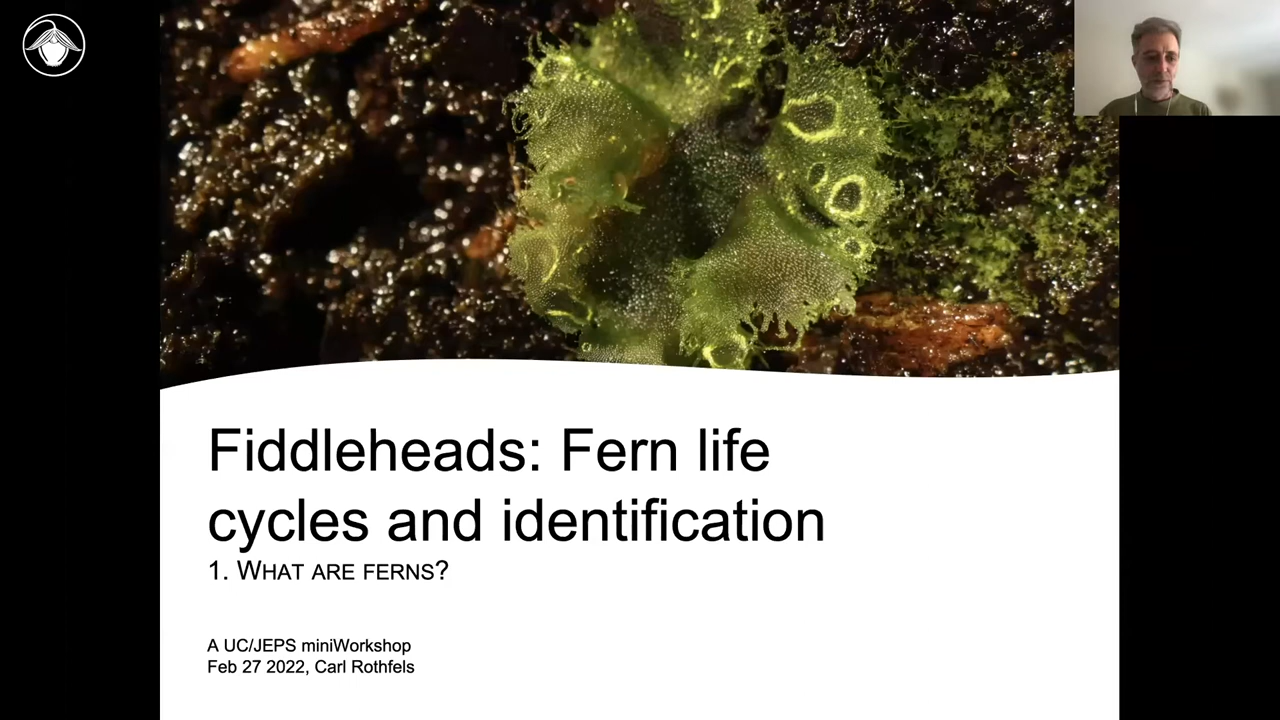 Fiddleheads: Fern life
cycles and identification
1. WHAT ARE FERNS?
A UC/JEPS miniWorkshop
Feb 27 2022, Carl Rothfels